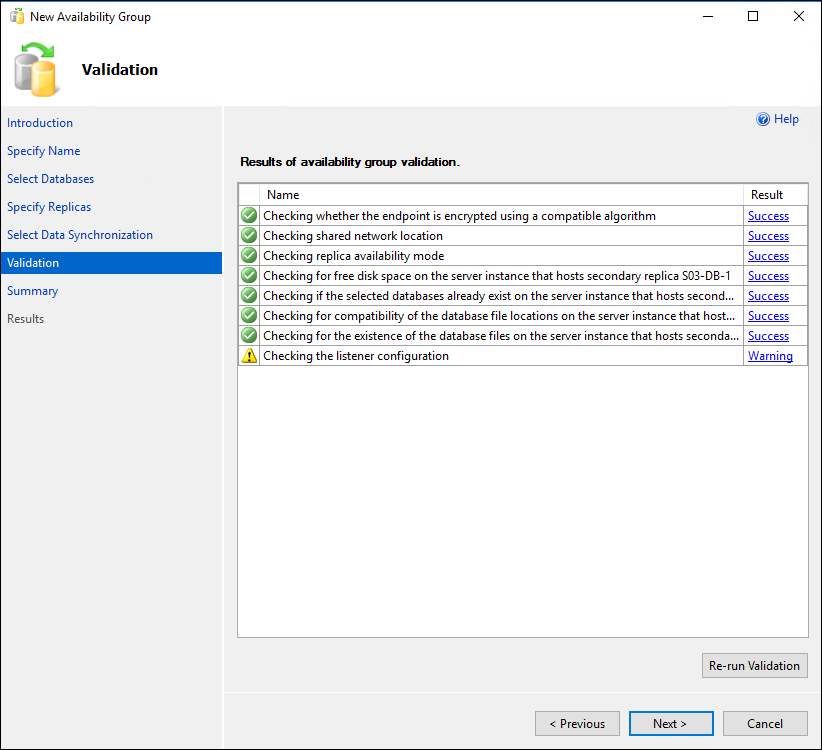 New Availability Group
Validation
Introduction
Specify Name
Select Databases
Specify Replicas
Select Data Synchronization
Validation
Summary
Results
Help
Results of availability group validation.
Name Result
Checking whether the endpoint is encrypted using a compatible algorithm Success
Checking shared network location Success
Checking replica availability mode Success
Checking for free disk space on the server instance that hosts secondary replica S03-DB-1 Success
Checking if the selected databases already exist on the server instance that hosts second... Success
Checking for compatibility of the database file locations on the server instance that host... Success
Checking for the existence of the database files on the server instance that hosts seconda... Success
Checking the listener configuration Warning
Re-run Validation
< Previous Next > Cancel